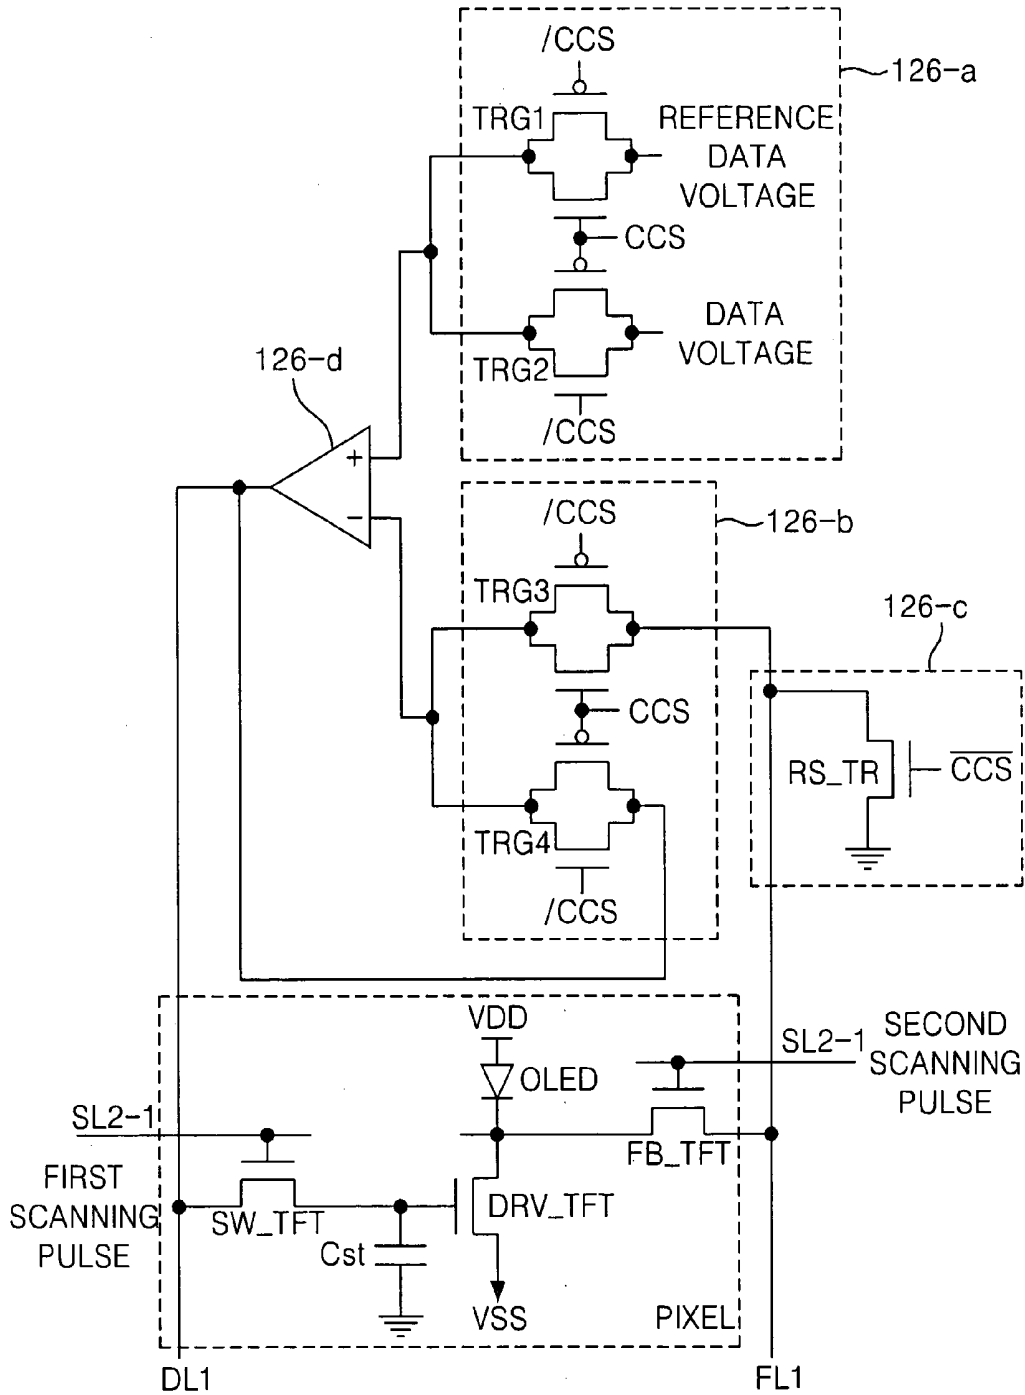 /CCS
126-a
TRG1
REFERENCE
DATA
VOLTAGE
CCS
DATA
VOLTAGE
TRG2
/CCS
126-d
+
−
/CCS
126-b
TRG3
CCS
TRG4
/CCS
126-c
RS_TR
CCS
VDD
OLED
SL2-1
SECOND
SCANNING
PULSE
SL2-1
FIRST
SCANNING
PULSE
FB_TFT
SW_TFT
DRV_TFT
Cst
VSS
PIXEL
DL1
FL1